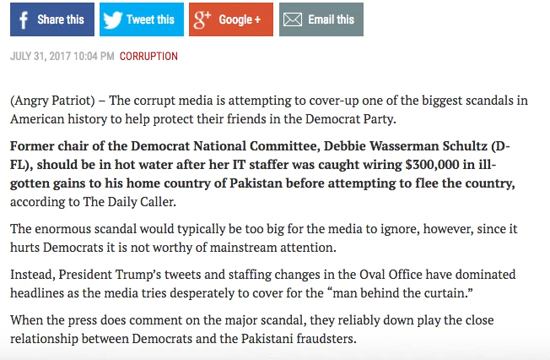 Share this Tweet this Google + Email this
JULY 31, 2017 10:04 PM CORRUPTION
(Angry Patriot) – The corrupt media is attempting to cover-up one of the biggest scandals in
American history to help protect their friends in the Democrat Party.
Former chair of the Democrat National Committee, Debbie Wasserman Schultz (D-
FL), should be in hot water after her IT staffer was caught wiring $300,000 in ill-
gotten gains to his home country of Pakistan before attempting to flee the country,
according to The Daily Caller.
The enormous scandal would typically be too big for the media to ignore, however, since it
hurts Democrats it is not worthy of mainstream attention.
Instead, President Trump’s tweets and staffing changes in the Oval Office have dominated
headlines as the media tries desperately to cover for the “man behind the curtain.”
When the press does comment on the major scandal, they reliably down play the close
relationship between Democrats and the Pakistani fraudsters.